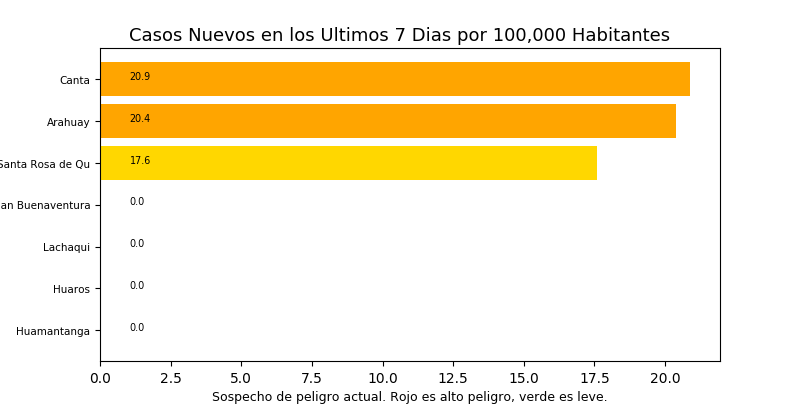 Casos Nuevos en los Ultimos 7 Dias por 100,000 Habitantes
Canta 20.9
Arahuay 20.4
Santa Rosa de Qu 17.6
an Buenaventura 0.0
Lachaqui 0.0
Huaros 0.0
Huamantanga 0.0
0.0 2.5 5.0 7.5 10.0 12.5 15.0 17.5 20.0
Sospecho de peligro actual. Rojo es alto peligro, verde es leve.